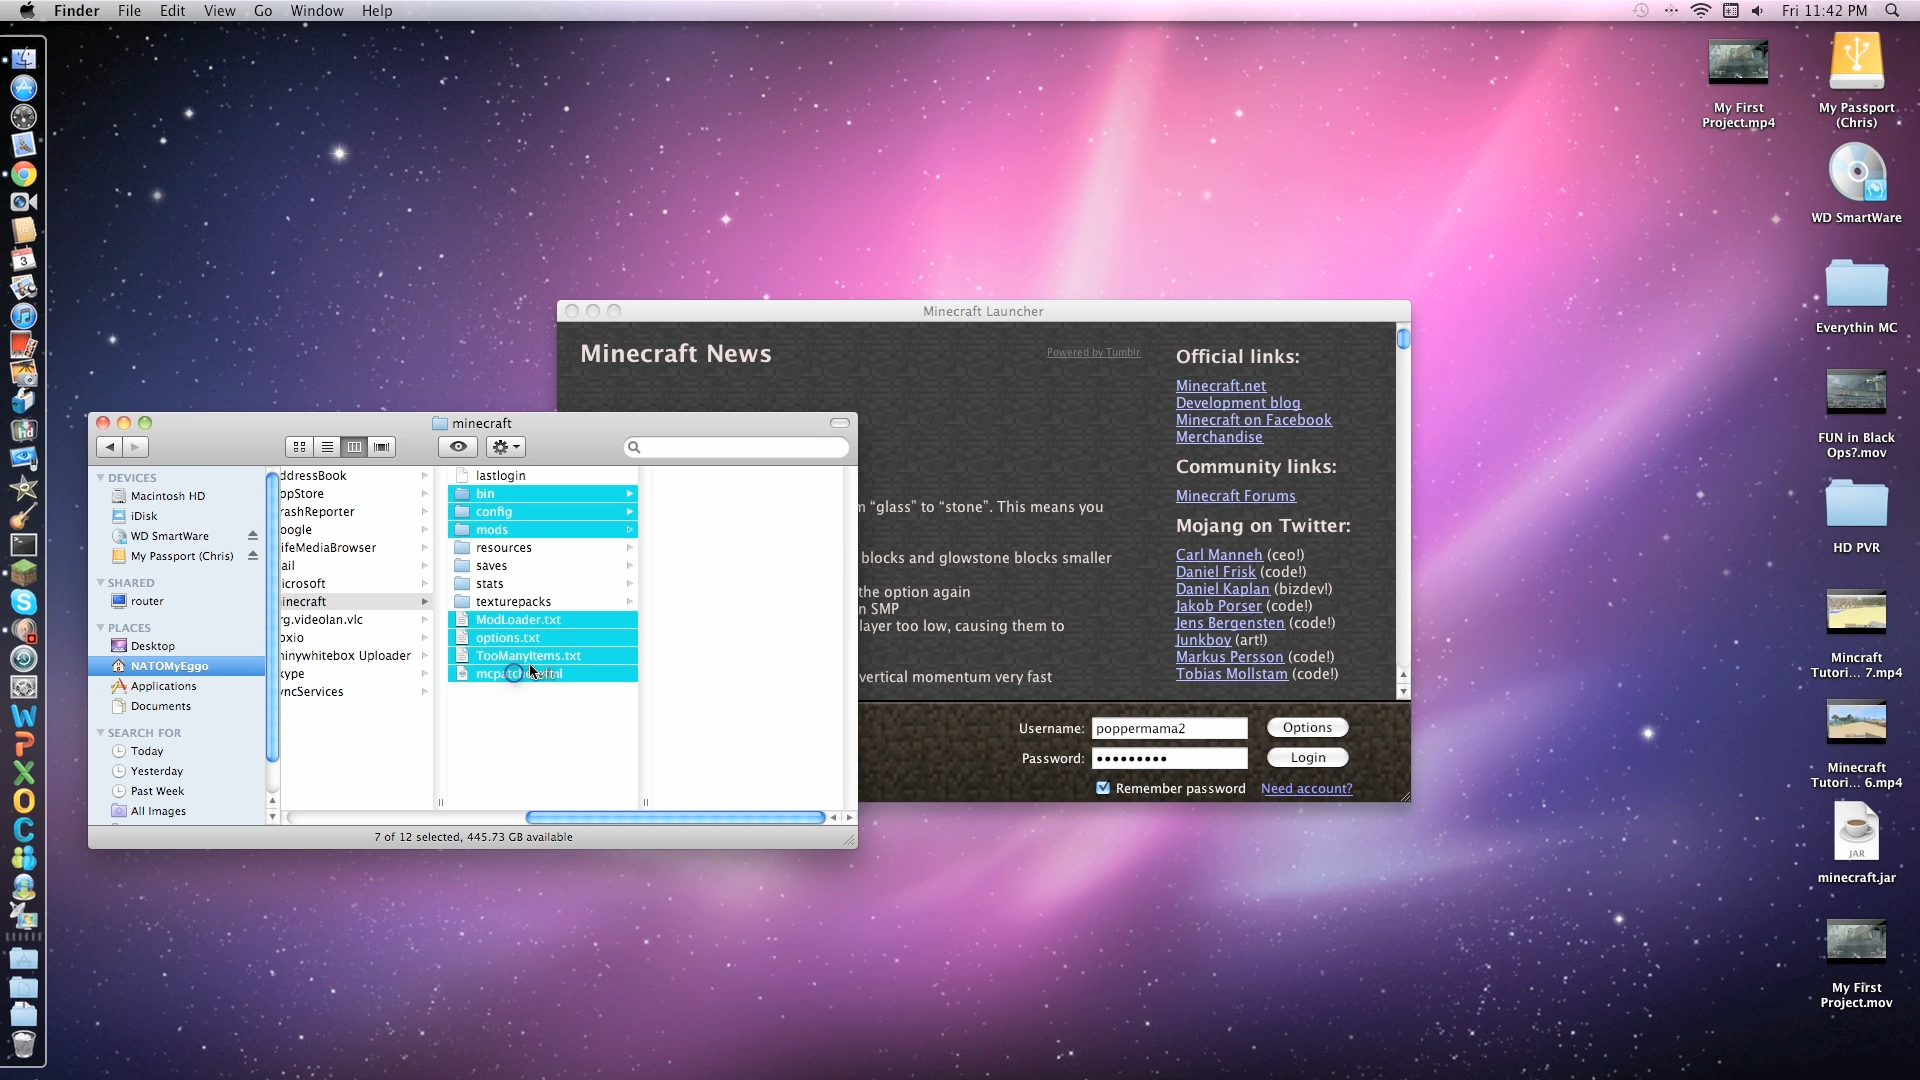 Finder File Edit View Go Window Help
Fri 11:42 PM
My First
Project.mp4
My Passport
(Chris)
WD SmartWare
Everythin MC
FUN in Black
Ops?.mov
HD PVR
Mincraft
Tutori... 7.mp4
Minecraft
Tutori... 6.mp4
JAR
minecraft.jar
My First
Project.mov
3
hd
Minecraft Launcher
Minecraft News
Powered by Tumblr
"glass" to "stone". This means you
blocks and glowstone blocks smaller
the option again
SMP
layer too low, causing them to
vertical momentum very fast
Official links:
Minecraft.net
Development blog
Minecraft on Facebook
Merchandise
Community links:
Minecraft Forums
Mojang on Twitter:
Carl Manneh (ceo!)
Daniel Frisk (code!)
Daniel Kaplan (bizdev!)
Jakob Porser (code!)
Jens Bergensten (code!)
Junkboy (art!)
Markus Persson (code!)
Tobias Mollstam (code!)
Username: poppermama2 Options
Password: ••••••••• Login
Remember password Need account?
minecraft
DEVICES
Macintosh HD
iDisk
WD SmartWare
My Passport (Chris)
SHARED
router
PLACES
Desktop
NATOMyEggo
Applications
Documents
SEARCH FOR
Today
Yesterday
Past Week
All Images
ddressBook
ppStore
rashReporter
oogle
ifeMediaBrowser
ail
icrosoft
inecraft
rg.videolan.vlc
oxio
hinywhitebox Uploader
kype
yncServices
lastlogin
bin
config
mods
resources
saves
stats
texturepacks
ModLoader.txt
options.txt
TooManyItems.txt
7 of 12 selected, 445.73 GB available